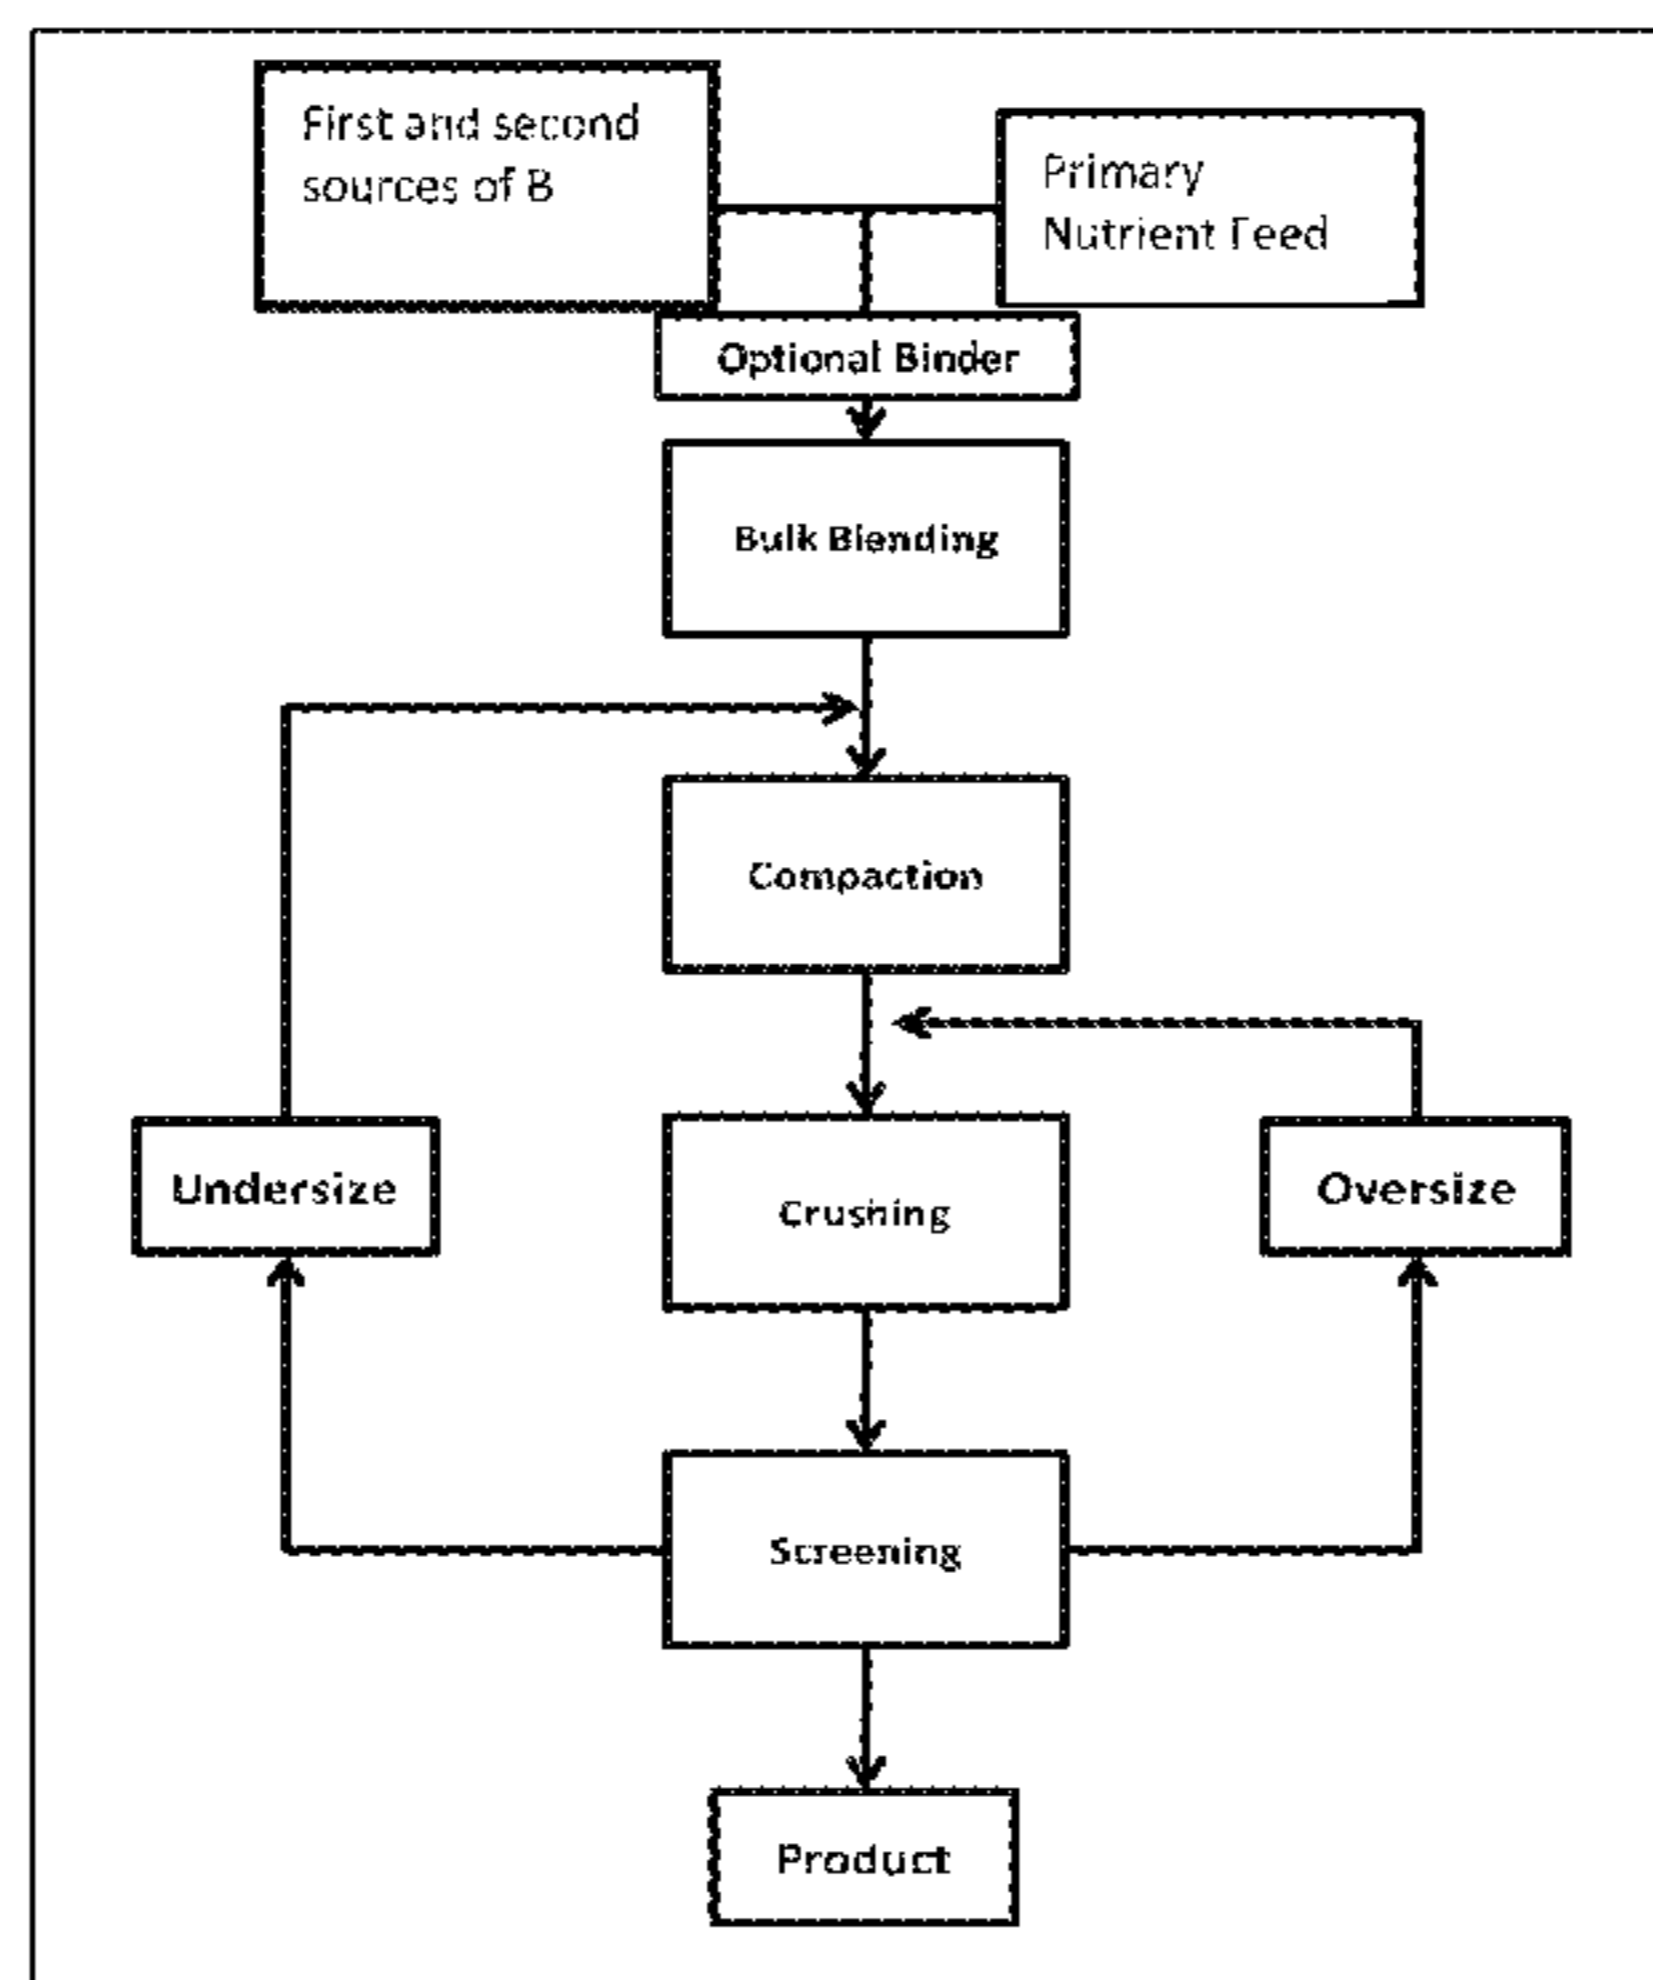 First and second
sources of B
Primary
Nutrient Feed
Optional Binder
Bulk Blending
Compaction
Undersize
Crushing
Oversize
Screening
Product